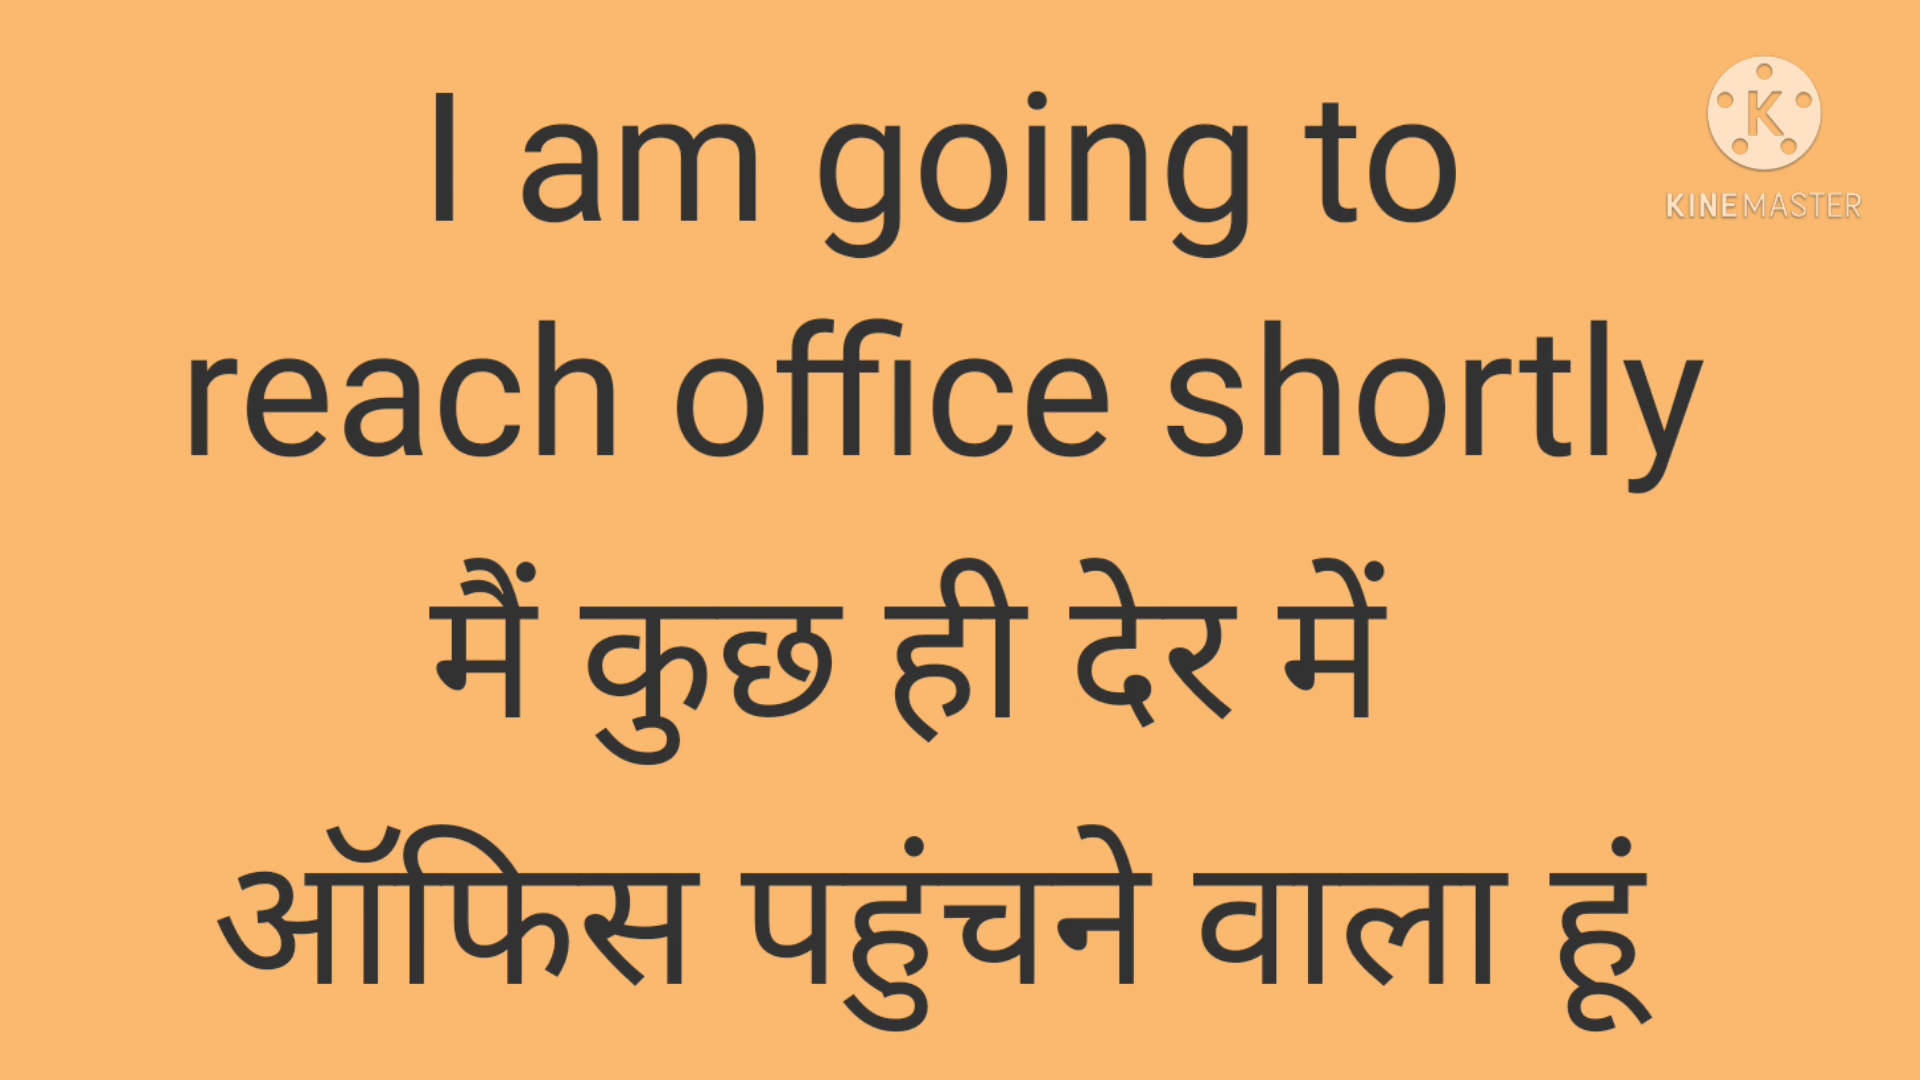 I am going to
K
KINEMASTER
reach office shortly
मैं कुछ ही देर में
ऑफिस पहुंचने वाला हूं